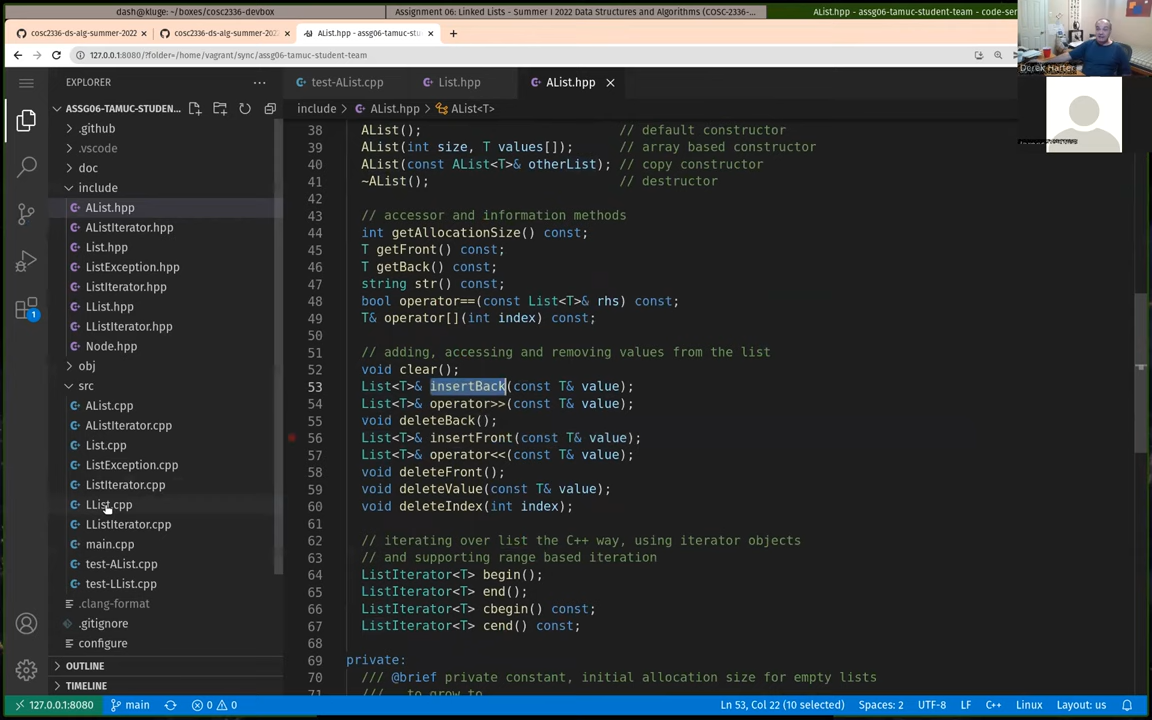 dash@kluge: ~/boxes/cosc2336-devbox
Assignment 06: Linked Lists - Summer I 2022 Data Structures and Algorithms (COSC-2336-...
AList.hpp - assg06-tamuc-student-team - code-ser
cosc2336-ds-alg-summer-2022
cosc2336-ds-alg-summer-202
AList.hpp - assg06-tamuc-st
127.0.0.1:8080/?folder=/home/vagrant/sync/assg06-tamuc-student-team
Derek Harter
EXPLORER
ASSG06-TAMUC-STUDEN...
.github
.vscode
doc
include
AList.hpp
AListIterator.hpp
List.hpp
ListException.hpp
ListIterator.hpp
LList.hpp
LListIterator.hpp
Node.hpp
obj
src
AList.cpp
AListIterator.cpp
List.cpp
ListException.cpp
ListIterator.cpp
LList.cpp
LListIterator.cpp
main.cpp
test-AList.cpp
test-LList.cpp
.clang-format
.gitignore
configure
OUTLINE
TIMELINE
1
test-AList.cpp
List.hpp
AList.hpp
include > AList.hpp > AList<T>
38 AList(); // default constructor
39 AList(int size, T values[]); // array based constructor
40 AList(const AList<T>& otherList); // copy constructor
41 ~AList(); // destructor
42
43 // accessor and information methods
44 int getAllocationSize() const;
45 T getFront() const;
46 T getBack() const;
47 string str() const;
48 bool operator==(const List<T>& rhs) const;
49 T& operator[](int index) const;
50
51 // adding, accessing and removing values from the list
52 void clear();
53 List<T>& insertBack(const T& value);
54 List<T>& operator>>(const T& value);
55 void deleteBack();
56 List<T>& insertFront(const T& value);
57 List<T>& operator<<(const T& value);
58 void deleteFront();
59 void deleteValue(const T& value);
60 void deleteIndex(int index);
61
62 // iterating over list the C++ way, using iterator objects
63 // and supporting range based iteration
64 ListIterator<T> begin();
65 ListIterator<T> end();
66 ListIterator<T> cbegin() const;
67 ListIterator<T> cend() const;
68
69 private:
70 /// @brief private constant, initial allocation size for empty lists
71 /// to grow to
127.0.0.1:8080
main
0 0
Ln 53, Col 22 (10 selected)
Spaces: 2
UTF-8
LF
C++
Linux
Layout: us